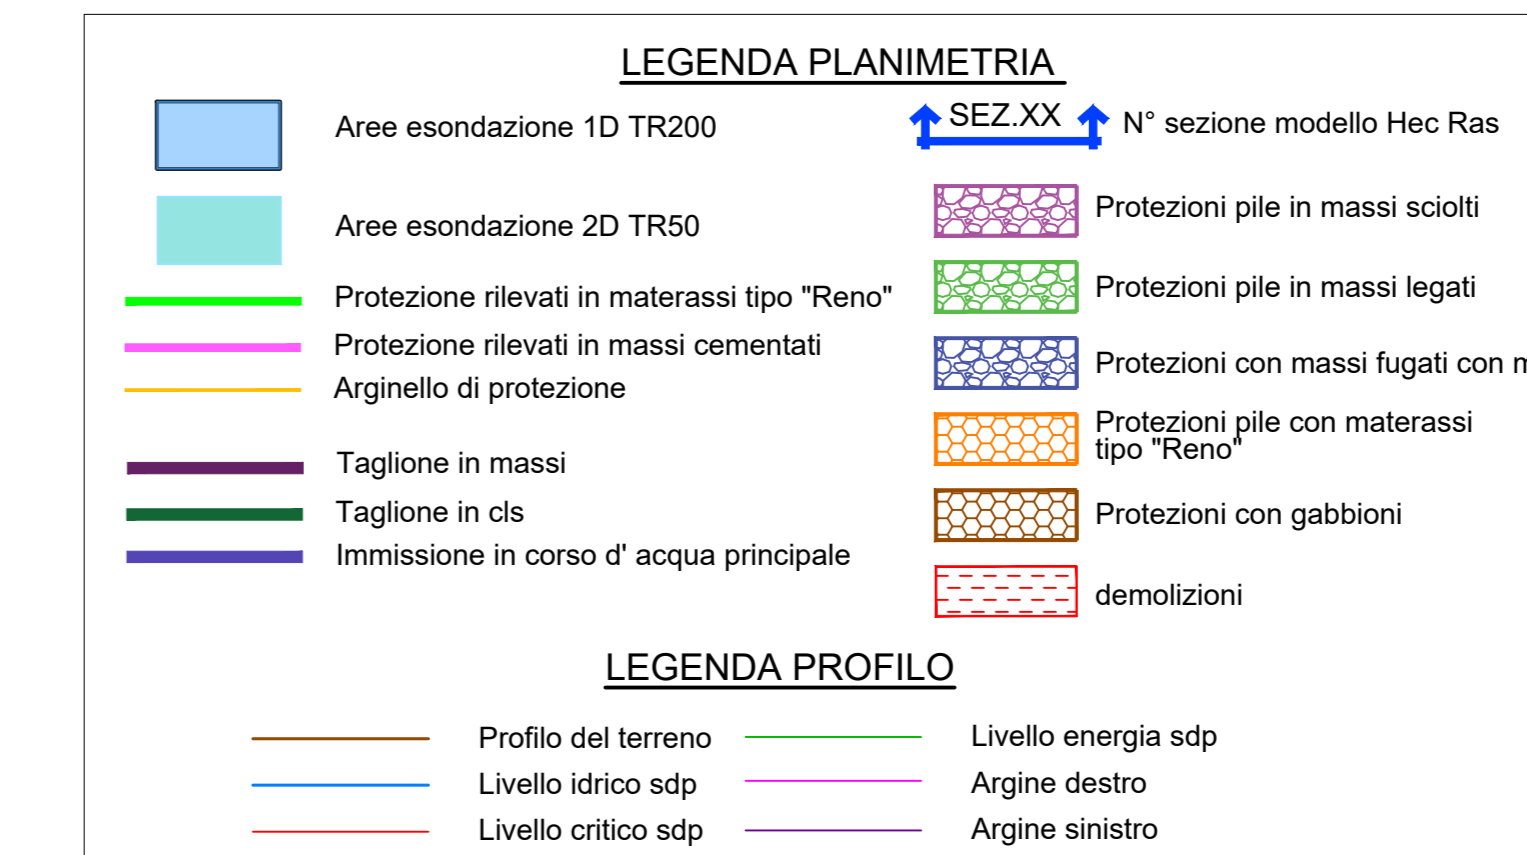 LEGENDA PLANIMETRIA
Aree esondazione 1D TR200
Aree esondazione 2D TR50
Protezione rilevati in materassi tipo "Reno"
Protezione rilevati in massi cementati
Arginello di protezione
Taglione in massi
Taglione in cls
Immissione in corso d' acqua principale
SEZ.XX
N° sezione modello Hec Ras
Protezioni pile in massi sciolti
Protezioni pile in massi legati
Protezioni con massi fugati con
Protezioni pile con materassi
tipo "Reno"
Protezioni con gabbioni
demolizioni
LEGENDA PROFILO
Profilo del terreno
Livello idrico sdp
Livello critico sdp
Livello energia sdp
Argine destro
Argine sinistro